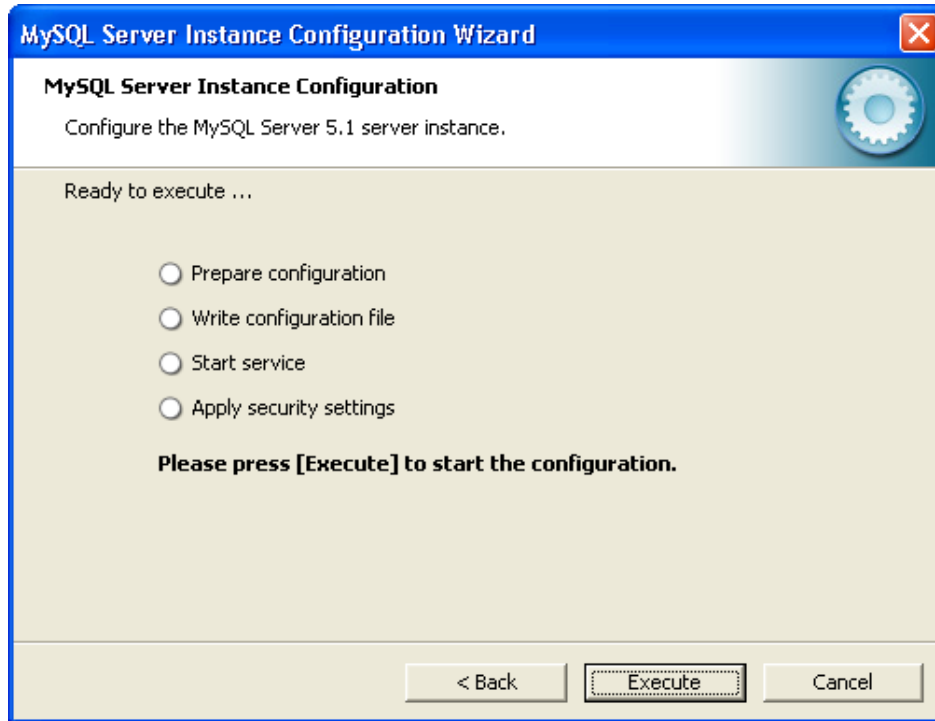 MySQL Server Instance Configuration Wizard
MySQL Server Instance Configuration
Configure the MySQL Server 5.1 server instance.
Ready to execute ...
Prepare configuration
Write configuration file
Start service
Apply security settings
Please press [Execute] to start the configuration.
< Back
Execute
Cancel